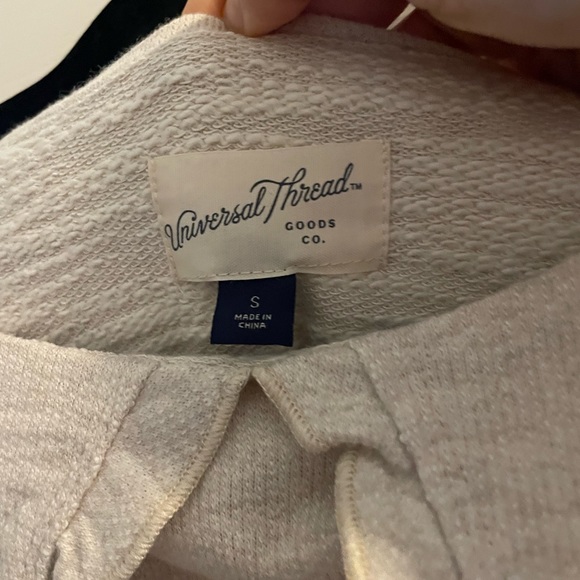 Universal Thread™
GOODS
CO.
S
MADE IN
CHINA